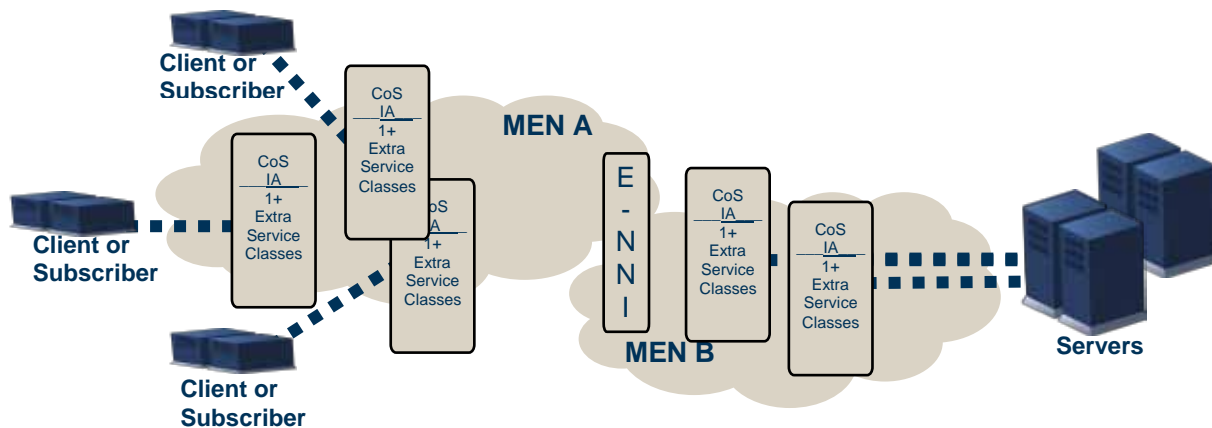 Client or
Subscriber
CoS
IA
1+
Extra
Service
Classes
MEN A
CoS
IA
1+
Extra
Service
Classes
Client or
Subscriber
1+
Extra
Service
Classes
Client or
Subscriber
E
-
N
N
I
MEN B
CoS
IA
1+
Extra
Service
Classes
CoS
IA
1+
Extra
Service
Classes
Servers